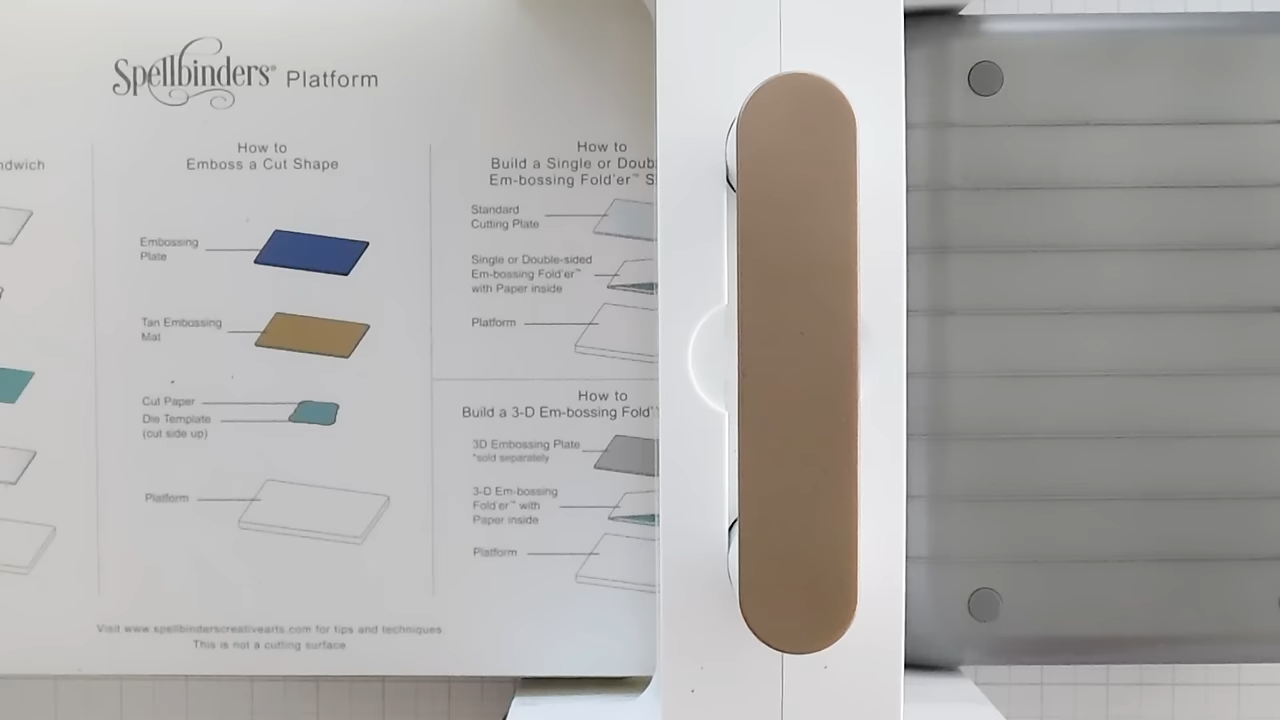 Spellbinders® Platform
ndwich
How to
Emboss a Cut Shape
Embossing
Plate
Tan Embossing
Mat
Cut Paper
Die Template
(cut side up)
Platform
How to
Build a Single or Doub
Em-bossing Fold'er™ S
Standard
Cutting Plate
Single or Double-sided
Em-bossing Fold'er™
with Paper inside
Platform
How to
Build a 3-D Em-bossing Fold'
3D Embossing Plate
*sold separately
3-D Em-bossing
Fold'er™ with
Paper inside
Platform
Visit www.spellbinderscreativearts.com for tips and techniques
This is not a cutting surface